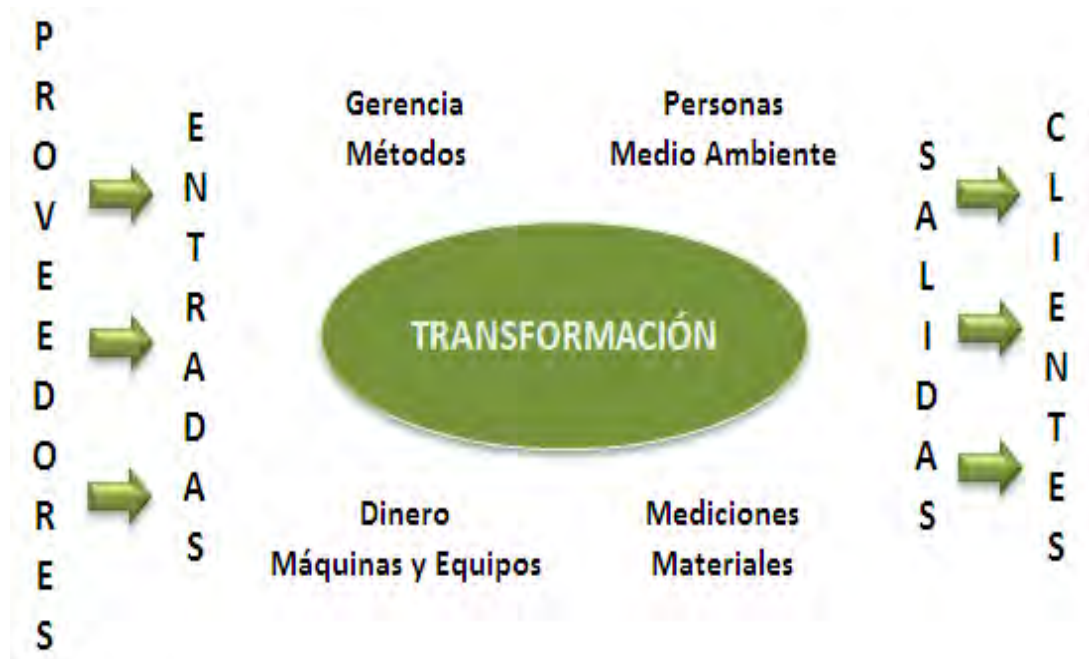 PROVEEDORES
ENTRADAS
Gerencia
Métodos
Personas
Medio Ambiente
TRANSFORMACIÓN
Dinero
Máquinas y Equipos
Mediciones
Materiales
SALIDAS
CLIENTES